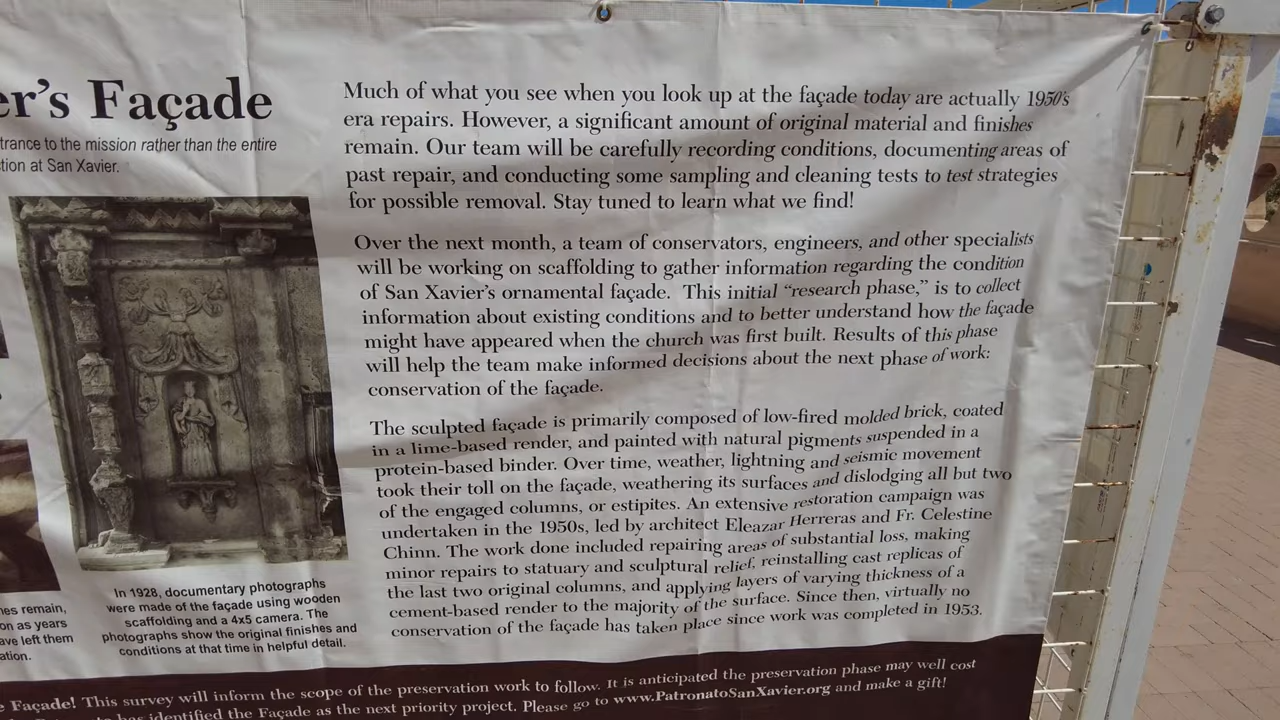 er's Façade
trance to the mission rather than the entire
tion at San Xavier.
Much of what you see when you look up at the façade today are actually 1950's
era repairs. However, a significant amount of original material and finishes
remain. Our team will be carefully recording conditions, documenting areas of
past repair, and conducting some sampling and cleaning tests to test strategies
for possible removal. Stay tuned to learn what we find!
Over the next month, a team of conservators, engineers, and other specialists
will be working on scaffolding to gather information regarding the condition
of San Xavier's ornamental façade. This initial "research phase," is to collect
information about existing conditions and to better understand how the façade
might have appeared when the church was first built. Results of this phase
will help the team make informed decisions about the next phase of work:
conservation of the façade.
The sculpted façade is primarily composed of low-fired molded brick, coated
in a lime-based render, and painted with natural pigments suspended in a
protein-based binder. Over time, weather, lightning and seismic movement
took their toll on the façade, weathering its surfaces and dislodging all but two
of the engaged columns, or estipites. An extensive restoration campaign was
undertaken in the 1950s, led by architect Eleazar Herreras and Fr. Celestine
Chinn. The work done included repairing areas of substantial loss, making
minor repairs to statuary and sculptural relief, reinstalling cast replicas of
the last two original columns, and applying layers of varying thickness of a
cement-based render to the majority of the surface. Since then, virtually no
conservation of the façade has taken place since work was completed in 1953.
nes remain,
on as years
ave left them
ation.
In 1928, documentary photographs
were made of the façade using wooden
scaffolding and a 4x5 camera. The
photographs show the original finishes and
conditions at that time in helpful detail.
e Façade! This survey will inform the scope of the preservation work to follow. It is anticipated the preservation phase may well cost
has identified the Façade as the next priority project. Please go to www.PatronatoSanXavier.org and make a gift!